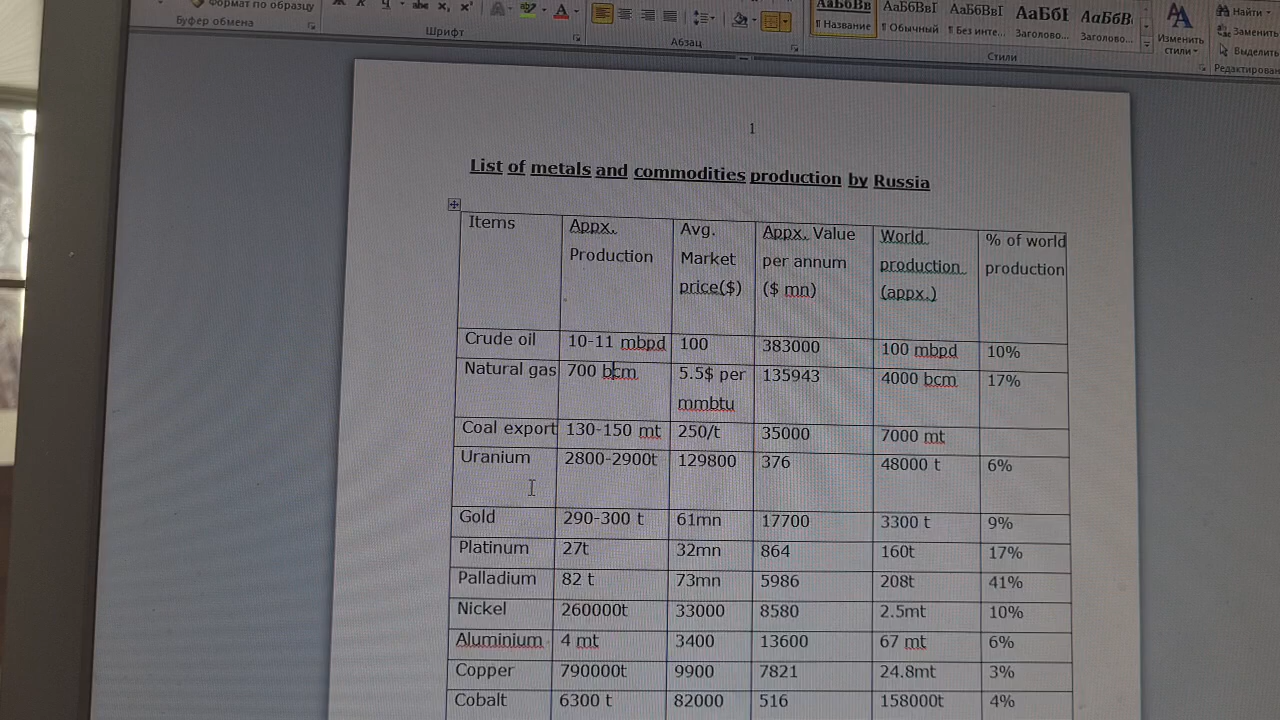 Формат по образцу
Буфер обмена
Ж К Ч abc x₂ x²
ab
А
Шрифт
Абзац
АаБбВв АаБбВвГ АаБбВвГ АаБбГ АаБбВ
¶ Название ¶ Обычный ¶ Без инте... Заголово... Заголово...
Стили
Изменить
стили
Найти
Заменить
Выделить
Редактирован
1
List of metals and commodities production by Russia
Items Appx. Production Avg. Market price($) Appx. Value per annum ($ mn) World production (appx.) % of world production
Crude oil 10-11 mbpd 100 383000 100 mbpd 10%
Natural gas 700 bcm 5.5$ per mmbtu 135943 4000 bcm 17%
Coal export 130-150 mt 250/t 35000 7000 mt
Uranium 2800-2900t 129800 376 48000 t 6%
Gold 290-300 t 61mn 17700 3300 t 9%
Platinum 27t 32mn 864 160t 17%
Palladium 82 t 73mn 5986 208t 41%
Nickel 260000t 33000 8580 2.5mt 10%
Aluminium 4 mt 3400 13600 67 mt 6%
Copper 790000t 9900 7821 24.8mt 3%
Cobalt 6300 t 82000 516 158000t 4%